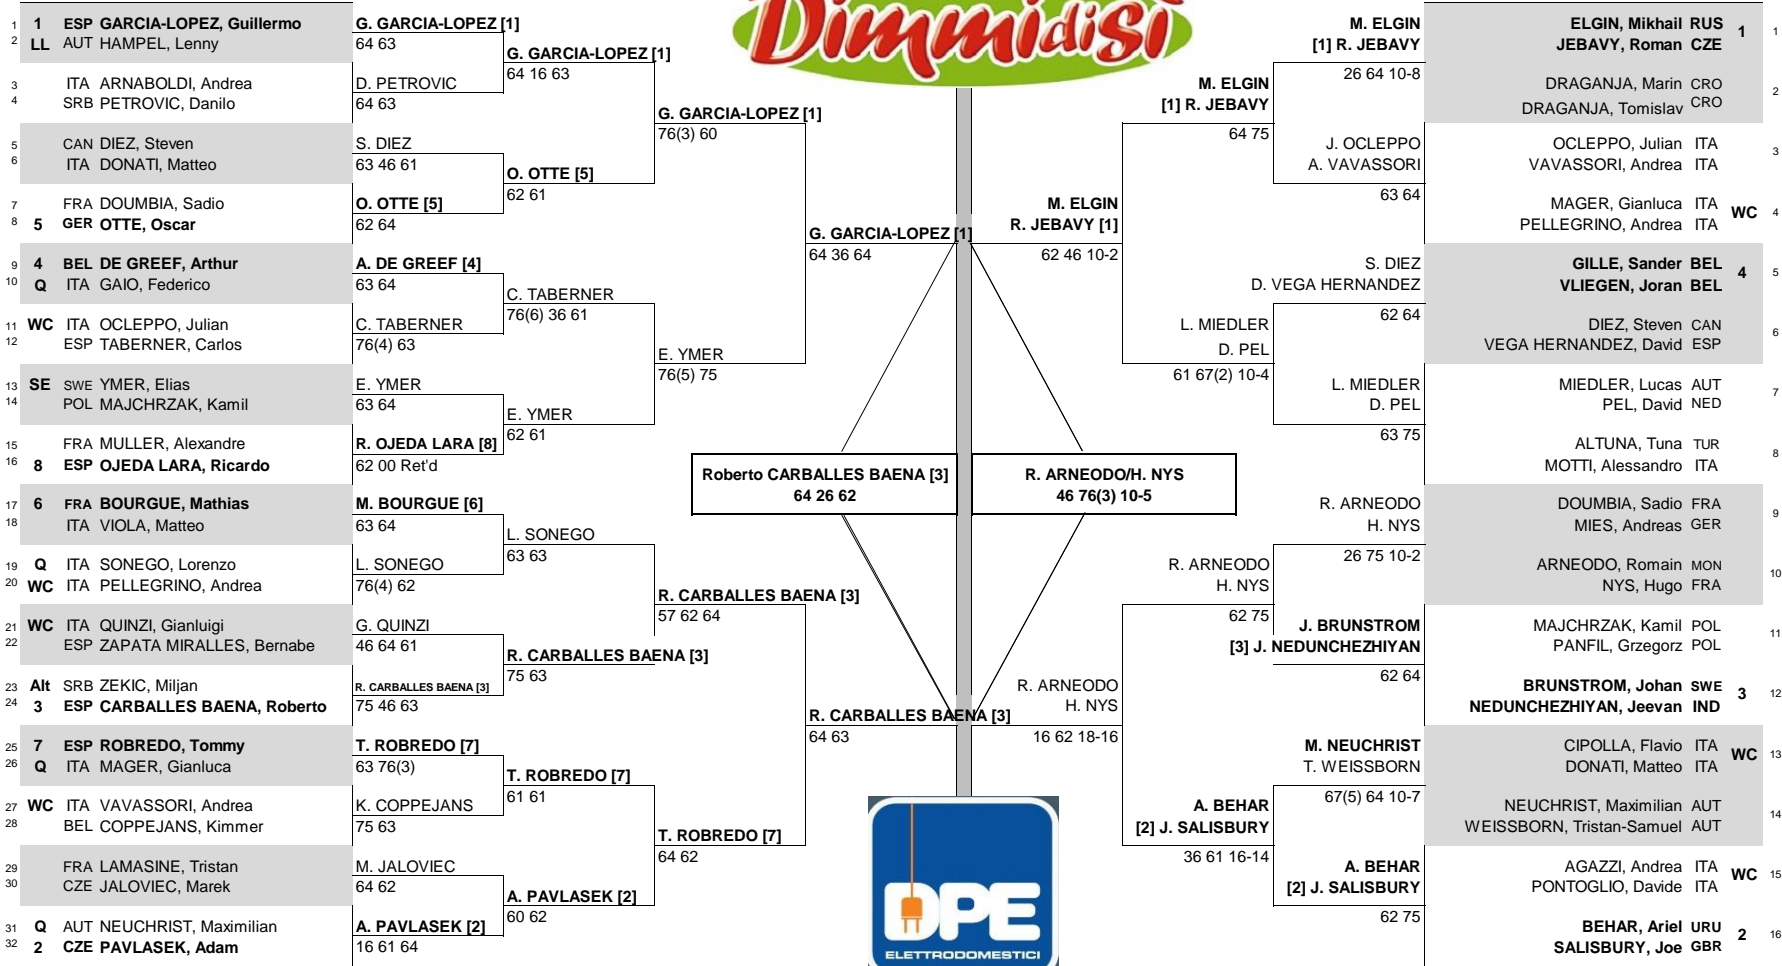 Dimmidisì
1 1 ESP GARCIA-LOPEZ, Guillermo
2 LL AUT HAMPEL, Lenny
3 ITA ARNABOLDI, Andrea
4 SRB PETROVIC, Danilo
5 CAN DIEZ, Steven
6 ITA DONATI, Matteo
7 FRA DOUMBIA, Sadio
8 5 GER OTTE, Oscar
9 4 BEL DE GREEF, Arthur
10 Q ITA GAIO, Federico
11 WC ITA OCLEPPO, Julian
12 ESP TABERNER, Carlos
13 SE SWE YMER, Elias
14 POL MAJCHRZAK, Kamil
15 FRA MULLER, Alexandre
16 8 ESP OJEDA LARA, Ricardo
17 6 FRA BOURGUE, Mathias
18 ITA VIOLA, Matteo
19 Q ITA SONEGO, Lorenzo
20 WC ITA PELLEGRINO, Andrea
21 WC ITA QUINZI, Gianluigi
22 ESP ZAPATA MIRALLES, Bernabe
23 Alt SRB ZEKIC, Miljan
24 3 ESP CARBALLES BAENA, Roberto
25 7 ESP ROBREDO, Tommy
26 Q ITA MAGER, Gianluca
27 WC ITA VAVASSORI, Andrea
28 BEL COPPEJANS, Kimmer
29 FRA LAMASINE, Tristan
30 CZE JALOVIEC, Marek
31 Q AUT NEUCHRIST, Maximilian
32 2 CZE PAVLASEK, Adam
G. GARCIA-LOPEZ [1]
64 63
D. PETROVIC
64 63
S. DIEZ
63 46 61
O. OTTE [5]
62 64
A. DE GREEF [4]
63 64
C. TABERNER
76(4) 63
E. YMER
63 64
R. OJEDA LARA [8]
62 00 Ret'd
M. BOURGUE [6]
63 64
L. SONEGO
76(4) 62
G. QUINZI
46 64 61
R. CARBALLES BAENA [3]
75 46 63
T. ROBREDO [7]
63 76(3)
K. COPPEJANS
75 63
M. JALOVIEC
64 62
A. PAVLASEK [2]
16 61 64
G. GARCIA-LOPEZ [1]
64 16 63
O. OTTE [5]
62 61
C. TABERNER
76(6) 36 61
E. YMER
62 61
L. SONEGO
63 63
R. CARBALLES BAENA [3]
75 63
T. ROBREDO [7]
61 61
A. PAVLASEK [2]
60 62
G. GARCIA-LOPEZ [1]
76(3) 60
E. YMER
76(5) 75
R. CARBALLES BAENA [3]
57 62 64
T. ROBREDO [7]
64 62
G. GARCIA-LOPEZ [1]
64 36 64
R. CARBALLES BAENA [3]
64 63
Roberto CARBALLES BAENA [3]
64 26 62
R. ARNEODO/H. NYS
46 76(3) 10-5
M. ELGIN
R. JEBAVY [1]
62 46 10-2
R. ARNEODO
H. NYS
16 62 18-16
M. ELGIN
[1] R. JEBAVY
64 75
L. MIEDLER
D. PEL
61 67(2) 10-4
R. ARNEODO
H. NYS
62 75
A. BEHAR
[2] J. SALISBURY
36 61 16-14
M. ELGIN
[1] R. JEBAVY
26 64 10-8
J. OCLEPPO
A. VAVASSORI
63 64
S. DIEZ
D. VEGA HERNANDEZ
62 64
L. MIEDLER
D. PEL
63 75
R. ARNEODO
H. NYS
26 75 10-2
J. BRUNSTROM
[3] J. NEDUNCHEZHIYAN
62 64
M. NEUCHRIST
T. WEISSBORN
67(5) 64 10-7
A. BEHAR
[2] J. SALISBURY
62 75
ELGIN, Mikhail RUS 1 1
JEBAVY, Roman CZE
DRAGANJA, Marin CRO 2
DRAGANJA, Tomislav CRO
OCLEPPO, Julian ITA 3
VAVASSORI, Andrea ITA
MAGER, Gianluca ITA WC 4
PELLEGRINO, Andrea ITA
GILLE, Sander BEL 4 5
VLIEGEN, Joran BEL
DIEZ, Steven CAN 6
VEGA HERNANDEZ, David ESP
MIEDLER, Lucas AUT 7
PEL, David NED
ALTUNA, Tuna TUR 8
MOTTI, Alessandro ITA
DOUMBIA, Sadio FRA 9
MIES, Andreas GER
ARNEODO, Romain MON 10
NYS, Hugo FRA
MAJCHRZAK, Kamil POL 11
PANFIL, Grzegorz POL
BRUNSTROM, Johan SWE 3 12
NEDUNCHEZHIYAN, Jeevan IND
CIPOLLA, Flavio ITA WC 13
DONATI, Matteo ITA
NEUCHRIST, Maximilian AUT 14
WEISSBORN, Tristan-Samuel AUT
AGAZZI, Andrea ITA WC 15
PONTOGLIO, Davide ITA
BEHAR, Ariel URU 2 16
SALISBURY, Joe GBR
DPE
ELETTRODOMESTICI